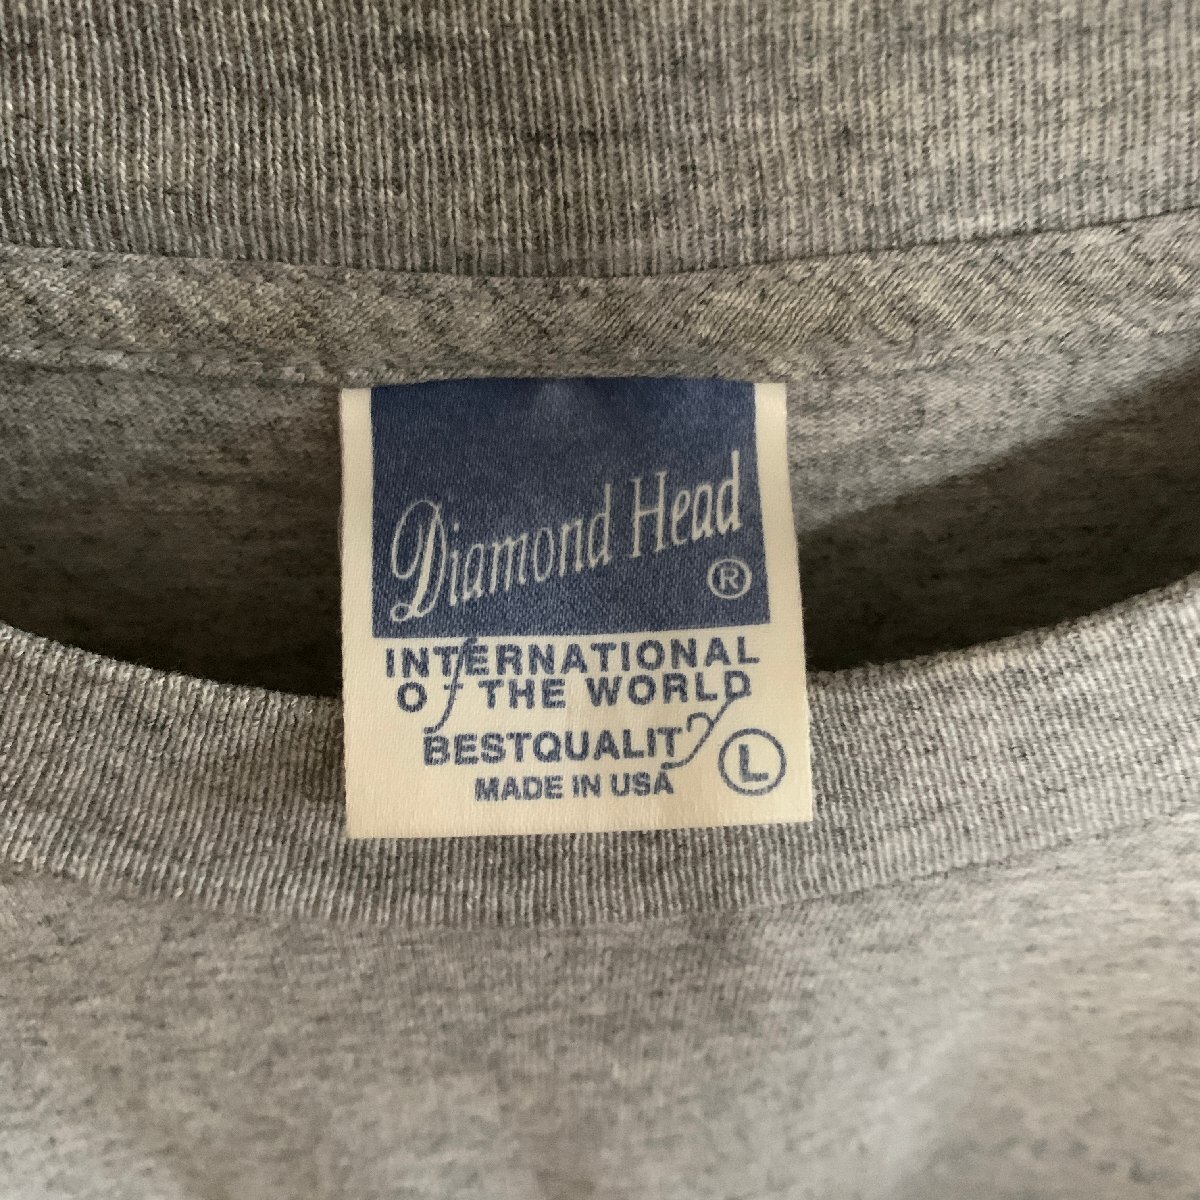 Diamond Head
®
INTERNATIONAL
Of THE WORLD
BESTQUALITy
MADE IN USA
L